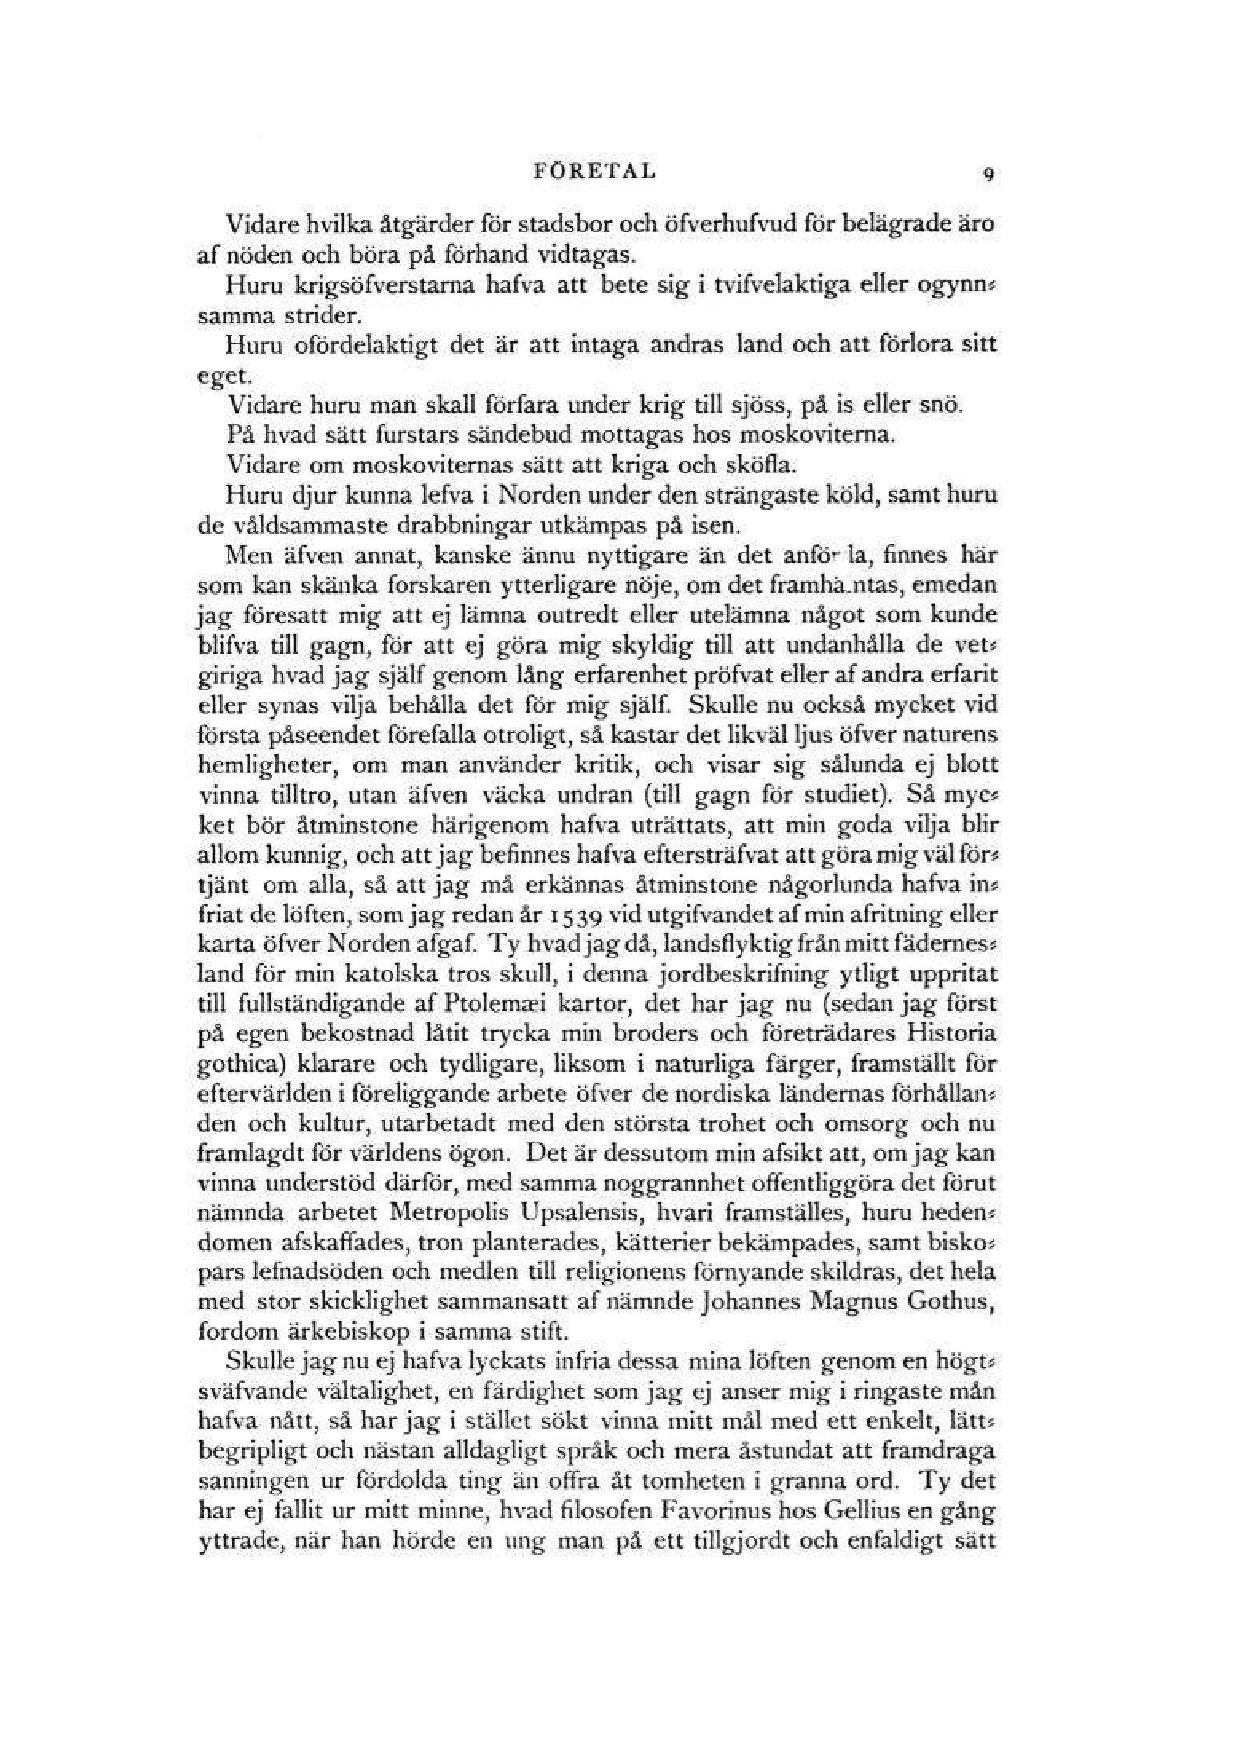 FÖRETAL 9
Vidare hvilka åtgärder för stadsbor och öfverhufvud för belägrade äro
af nöden och böra på förhand vidtagas.
Huru krigsöfverstarna hafva att bete sig i tvifvelaktiga eller ogynn-
samma strider.
Huru ofördelaktigt det är att intaga andras land och att förlora sitt
eget.
Vidare huru man skall förfara under krig till sjöss, på is eller snö.
På hvad sätt furstars sändebud mottagas hos moskoviterna.
Vidare om moskoviternas sätt att kriga och sköfla.
Huru djur kunna lefva i Norden under den strängaste köld, samt huru
de våldsammaste drabbningar utkämpas på isen.
Men äfven annat, kanske ännu nyttigare än det finnes här
som kan skänka forskaren ytterligare nöje, om det emedan
jag föresatt mig att ej lämna outredt eller utelämna något som kunde
blifva till gagn, för att ej göra mig skyldig till att undanhålla de vet-
giriga hvad jag själf genom lång erfarenhet pröfvat eller af andra erfarit
eller synas vilja behålla det för mig själf. Skulle nu också mycket vid
första påseendet förefalla otroligt, så kastar det likväl ljus öfver naturens
hemligheter, om man använder kritik, och visar sig sålunda ej blott
vinna tilltro, utan äfven väcka undran (till gagn för studiet). Så myc-
ket bör åtminstone härigenom hafva uträttats, att min goda vilja blir
allom kunnig, och att jag befinnes hafva eftersträfvat att göra mig väl för-
tjänt om alla, så att jag må erkännas åtminstone någorlunda hafva in-
friat de löften, som jag redan år 1539 vid utgifvandet af min afritning eller
karta öfver Norden afgaf. Ty hvad jag då, landsflyktig från mitt fädernes-
land för min katolska tros skull, i denna jordbeskrifning ytligt uppritat
till fullständigande af Ptolemæi kartor, det har jag nu (sedan jag först
på egen bekostnad låtit trycka min broders och företrädares Historia
gothica) klarare och tydligare, liksom i naturliga färger, framställt för
eftervärlden i föreliggande arbete öfver de nordiska ländernas förhållan-
den och kultur, utarbetadt med den största trohet och omsorg och nu
framlagdt för världens ögon. Det är dessutom min afsikt att, om jag kan
vinna understöd därför, med samma noggrannhet offentliggöra det förut
nämnda arbetet Metropolis Upsalensis, hvari framställes, huru heden-
domen afskaffades, tron planterades, kätterier bekämpades, samt bisko-
pars lefnadsöden och medlen till religionens förnyande skildras, det hela
med stor skicklighet sammansatt af nämnde Johannes Magnus Gothus,
fordom ärkebiskop i samma stift.
Skulle jag nu ej hafva lyckats infria dessa mina löften genom en högt-
sväfvande vältalighet, en färdighet som jag ej anser mig i ringaste mån
hafva nått, så har jag i stället sökt vinna mitt mål med ett enkelt, lätt-
begripligt och nästan alldagligt språk och mera åstundat att framdraga
sanningen ur fördolda ting än offra åt tomheten i granna ord. Ty det
har ej fallit ur mitt minne, hvad filosofen Favorinus hos Gellius en gång
yttrade, när han hörde en ung man på ett tillgjordt och enfaldigt sätt